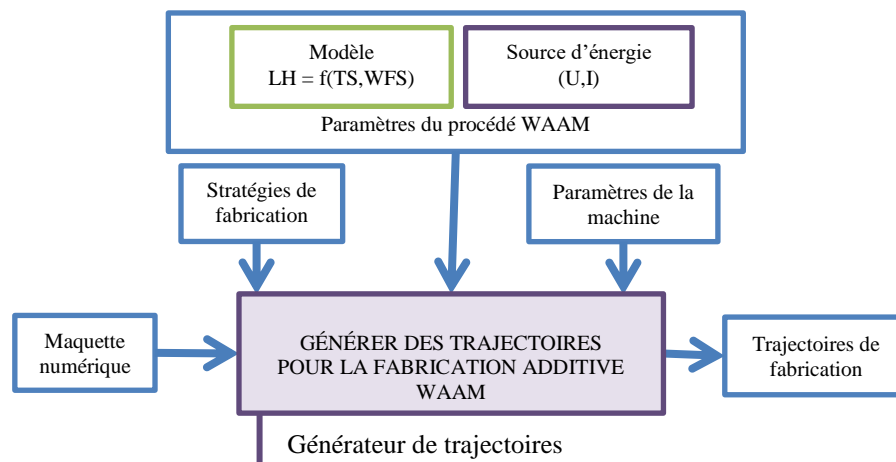 Modèle
LH = f(TS,WFS)
Source d’énergie
(U,I)
Paramètres du procédé WAAM
Stratégies de
fabrication
Paramètres de la
machine
Maquette
numérique
GÉNÉRER DES TRAJECTOIRES
POUR LA FABRICATION ADDITIVE
WAAM
Trajectoires de
fabrication
Générateur de trajectoires